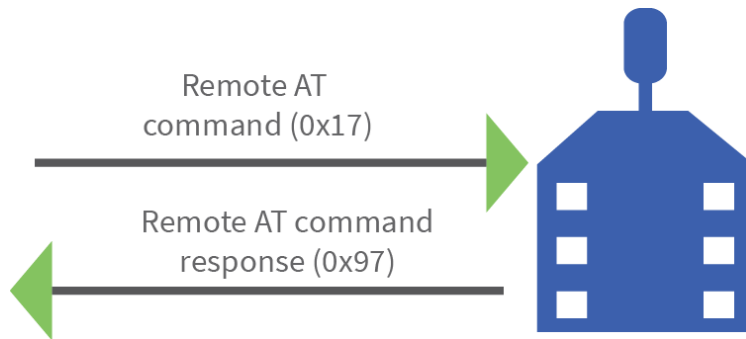 Remote AT
command (0x17)
Remote AT command
response (0x97)